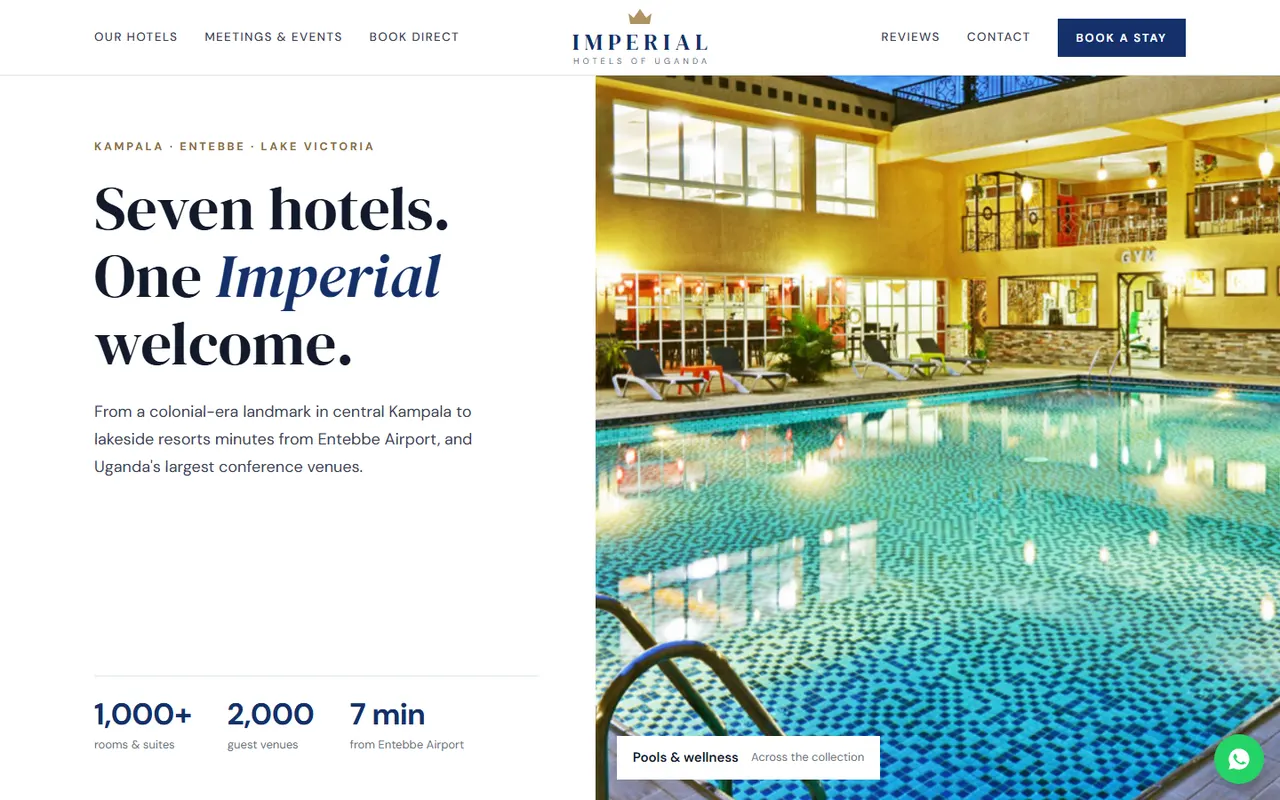 OUR HOTELS
MEETINGS & EVENTS
BOOK DIRECT
IMPERIAL
HOTELS OF UGANDA
REVIEWS
CONTACT
BOOK A STAY
KAMPALA · ENTEBBE · LAKE VICTORIA
Seven hotels.
One Imperial
welcome.
From a colonial-era landmark in central Kampala to
lakeside resorts minutes from Entebbe Airport, and
Uganda's largest conference venues.
1,000+
rooms & suites
2,000
guest venues
7 min
from Entebbe Airport
GYM
Pools & wellness
Across the collection